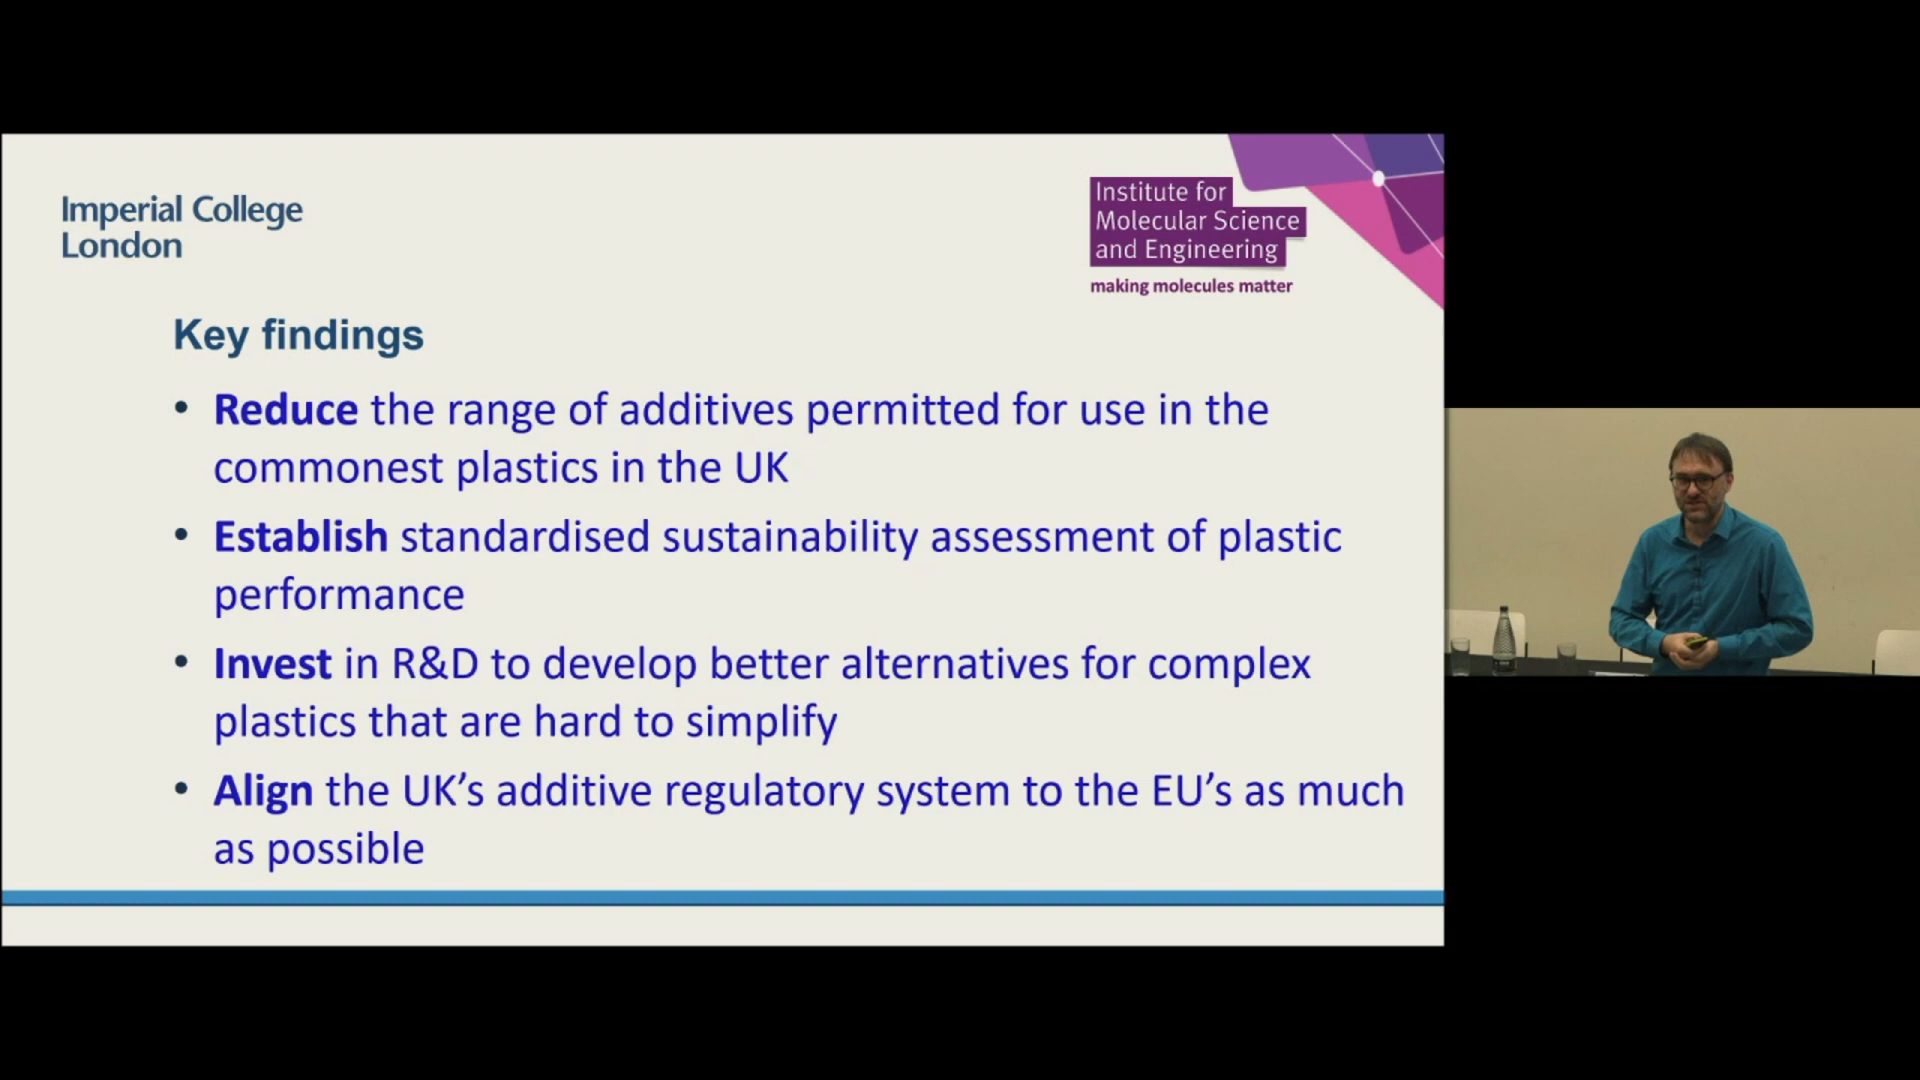 Imperial College
London
Institute for
Molecular Science
and Engineering
making molecules matter
Key findings
• Reduce the range of additives permitted for use in the
commonest plastics in the UK
• Establish standardised sustainability assessment of plastic
performance
• Invest in R&D to develop better alternatives for complex
plastics that are hard to simplify
• Align the UK’s additive regulatory system to the EU’s as much
as possible